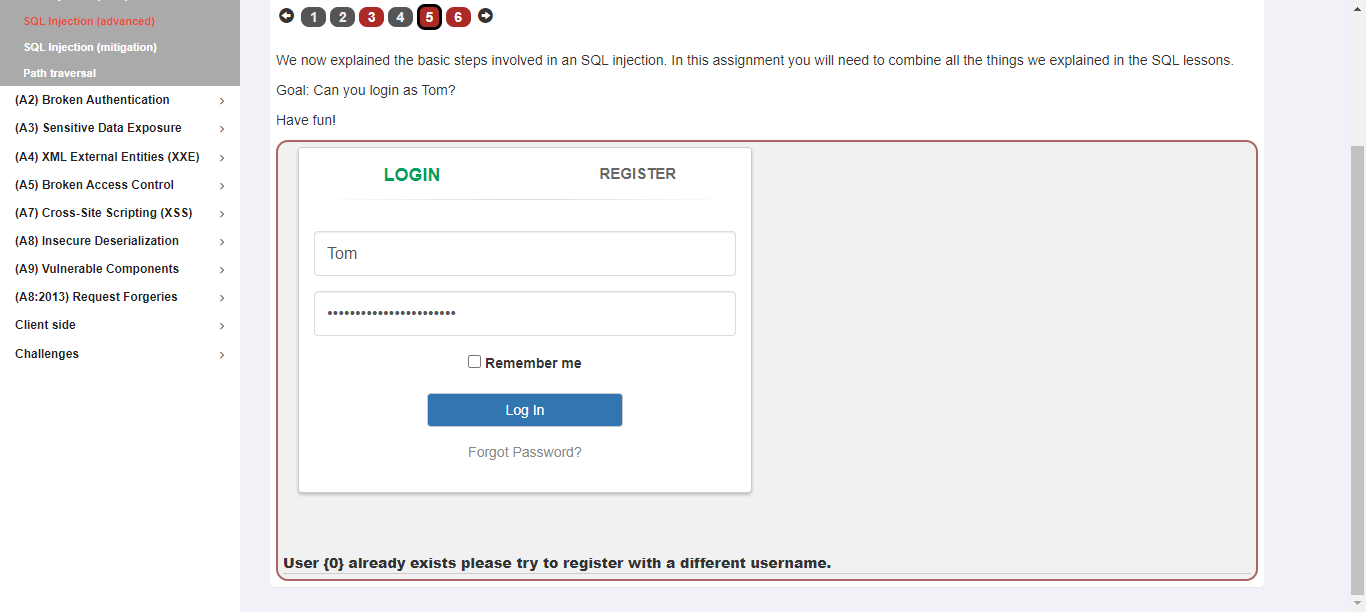 SQL Injection (advanced)
SQL Injection (mitigation)
Path traversal
(A2) Broken Authentication
(A3) Sensitive Data Exposure
(A4) XML External Entities (XXE)
(A5) Broken Access Control
(A7) Cross-Site Scripting (XSS)
(A8) Insecure Deserialization
(A9) Vulnerable Components
(A8:2013) Request Forgeries
Client side
Challenges
1 2 3 4 5 6
We now explained the basic steps involved in an SQL injection. In this assignment you will need to combine all the things we explained in the SQL lessons.
Goal: Can you login as Tom?
Have fun!
LOGIN REGISTER
Tom
•••••••••••••••••••••••
Remember me
Log In
Forgot Password?
User {0} already exists please try to register with a different username.